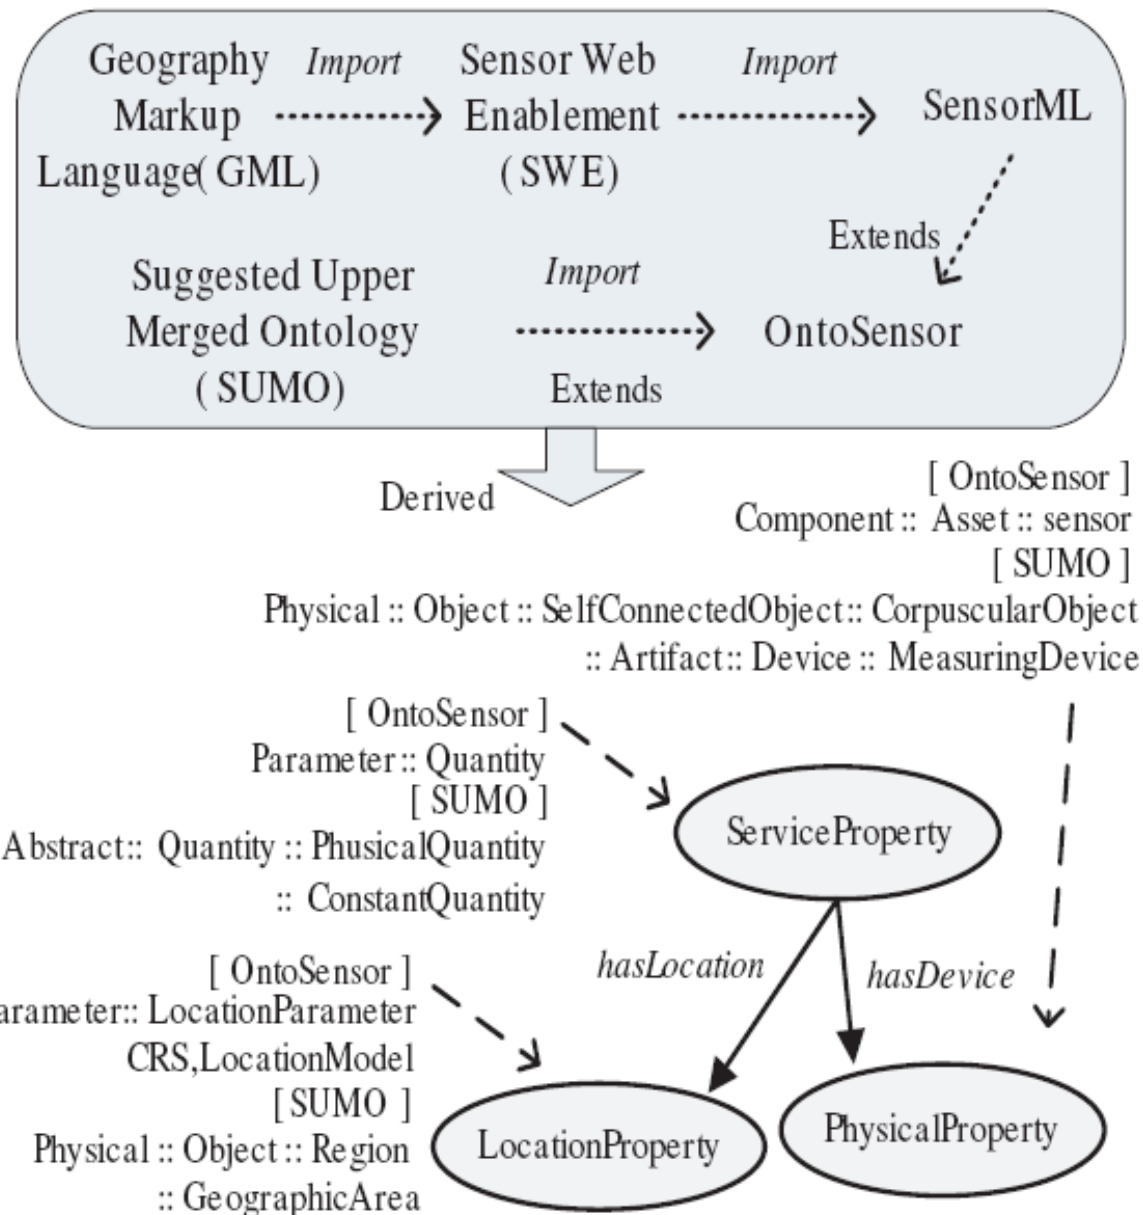 Geography
Markup
Language( GML)
Import
Sensor Web
Enablement
( SWE)
Import
SensorML
Extends
Suggested Upper
Merged Ontology
( SUMO)
Import
Extends
OntoSensor
Derived
[ OntoSensor ]
Component :: Asset :: sensor
[ SUMO ]
Physical :: Object :: SelfConnectedObject:: CorpuscularObject
:: Artifact:: Device :: MeasuringDevice
[ OntoSensor ]
Parameter:: Quantity
[ SUMO ]
Abstract:: Quantity :: PhusicalQuantity
:: ConstantQuantity
ServiceProperty
hasLocation
hasDevice
[ OntoSensor ]
arameter:: LocationParameter
CRS,LocationModel
[ SUMO ]
Physical :: Object :: Region
:: GeographicArea
LocationProperty
PhysicalProperty